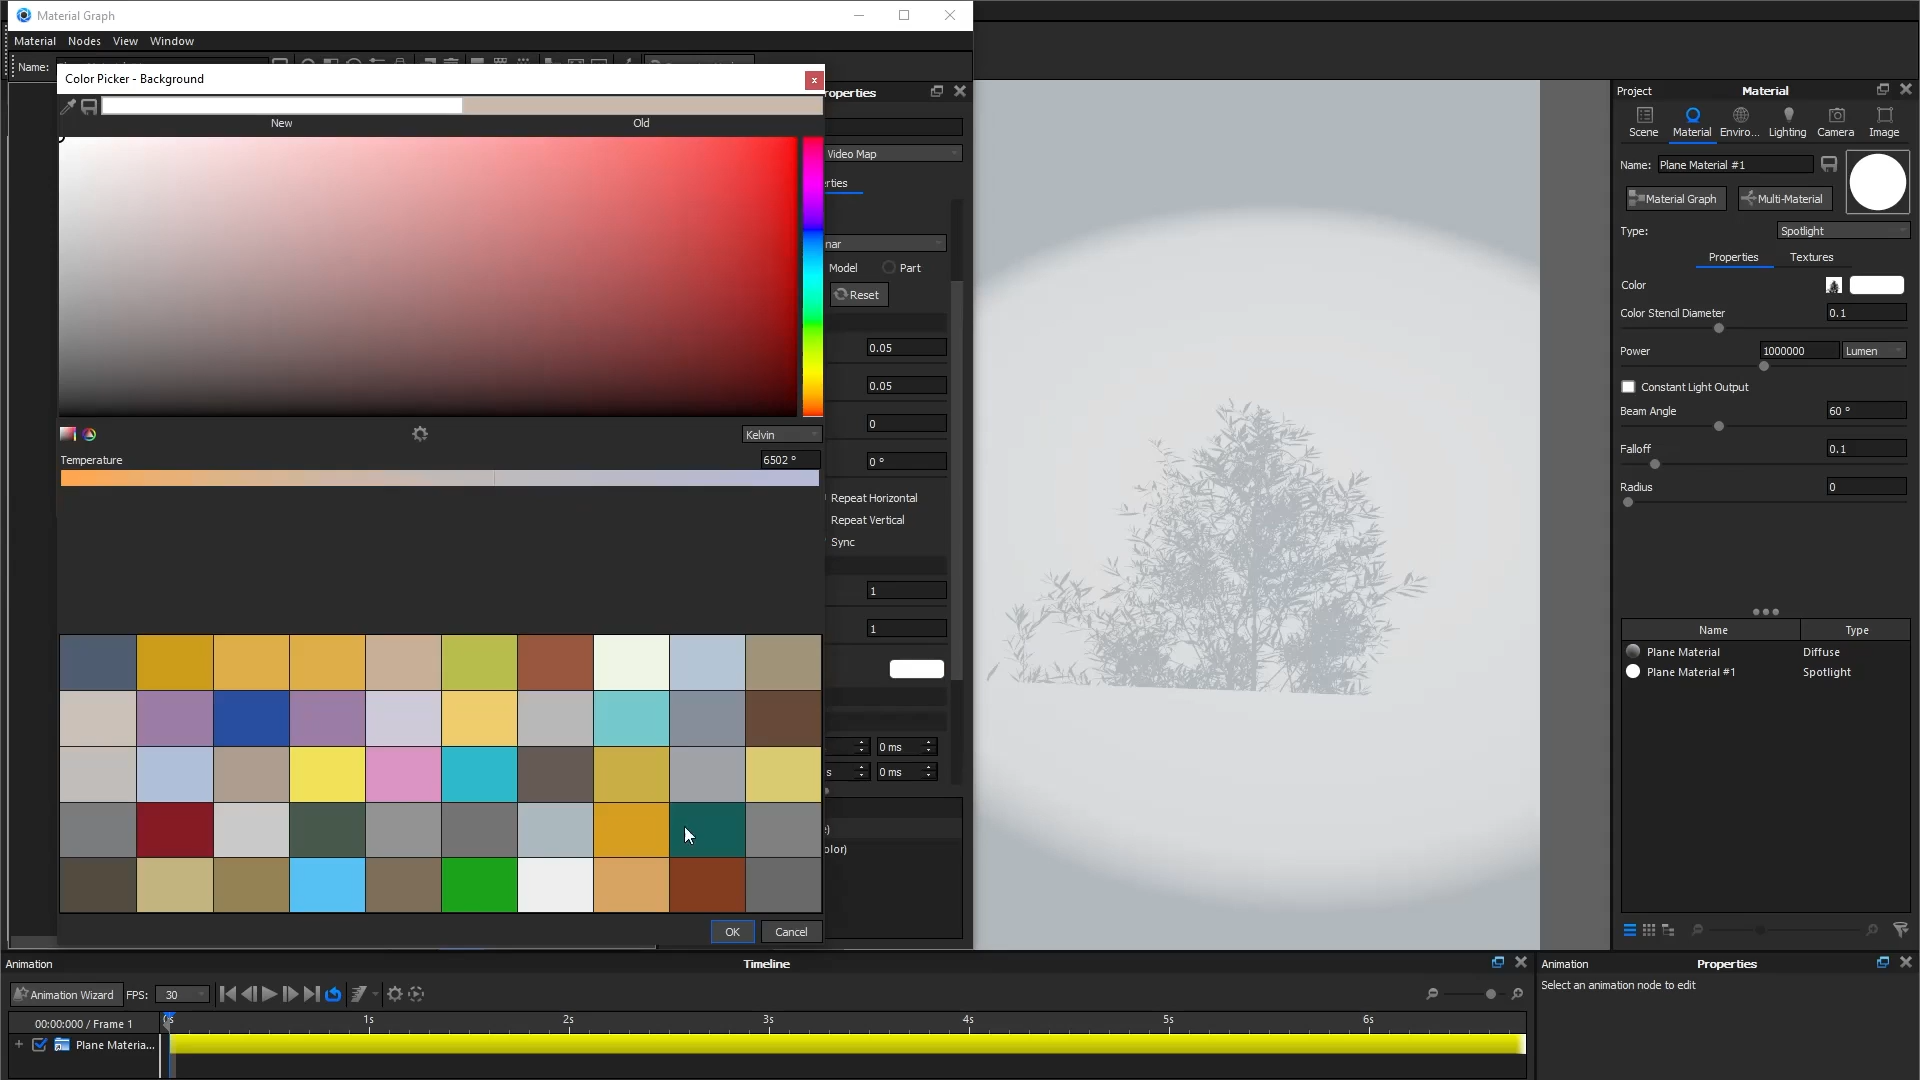 Material Graph
Material Nodes View Window
Name:
Color Picker - Background
New Old
Kelvin
Temperature 6502 °
OK Cancel
Properties
Video Map
Model Part
Reset
0.05
0.05
0
0 °
Repeat Horizontal
Repeat Vertical
Sync
1
1
0 ms
s 0 ms
Project Material
Scene Material Enviro... Lighting Camera Image
Name: Plane Material #1
Material Graph Multi-Material
Type: Spotlight
Properties Textures
Color
Color Stencil Diameter 0.1
Power 1000000 Lumen
Constant Light Output
Beam Angle 60 °
Falloff 0.1
Radius 0
Name Type
Plane Material Diffuse
Plane Material #1 Spotlight
Animation Timeline
Animation Wizard FPS: 30
00:00:000 / Frame 1 0s 1s 2s 3s 4s 5s 6s
Plane Materia...
Animation Properties
Select an animation node to edit